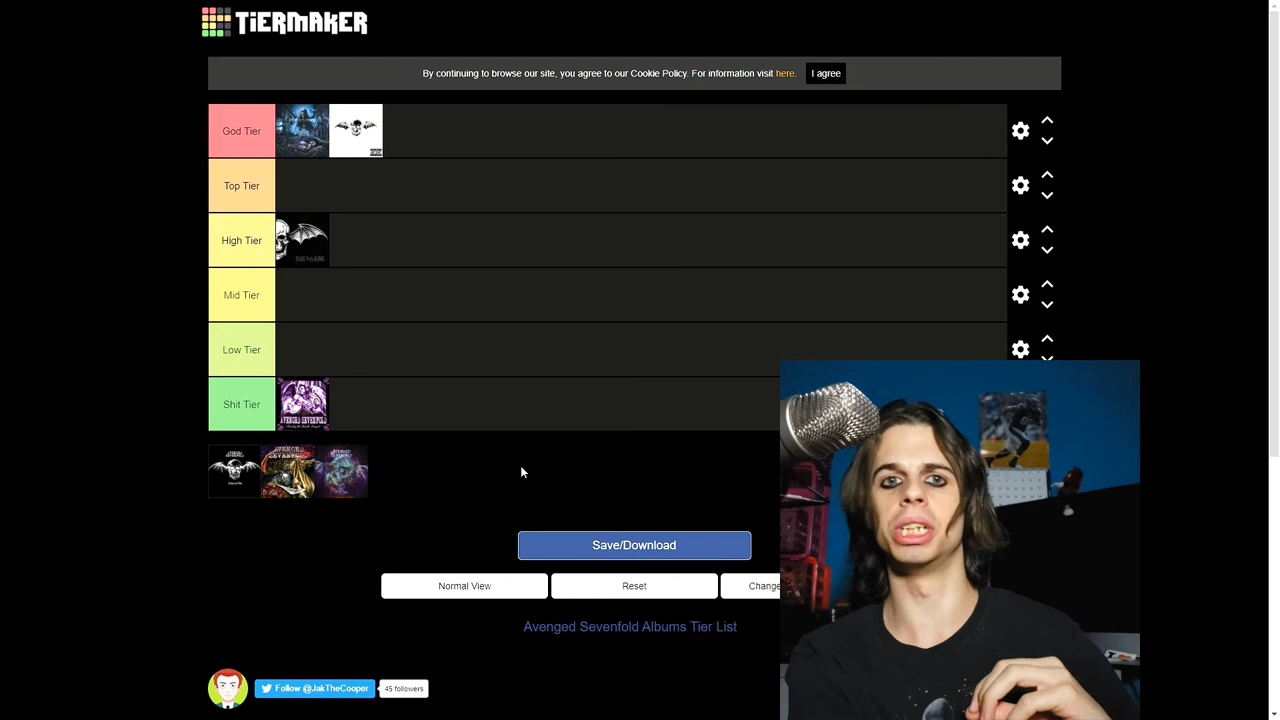 TIERMAKER
By continuing to browse our site, you agree to our Cookie Policy. For information visit here. I agree
God Tier
Top Tier
High Tier
Mid Tier
Low Tier
Shit Tier
AVENGED SEVENFOLD
Save/Download
Normal View Reset Change
Avenged Sevenfold Albums Tier List
Follow @JakTheCooper 45 followers